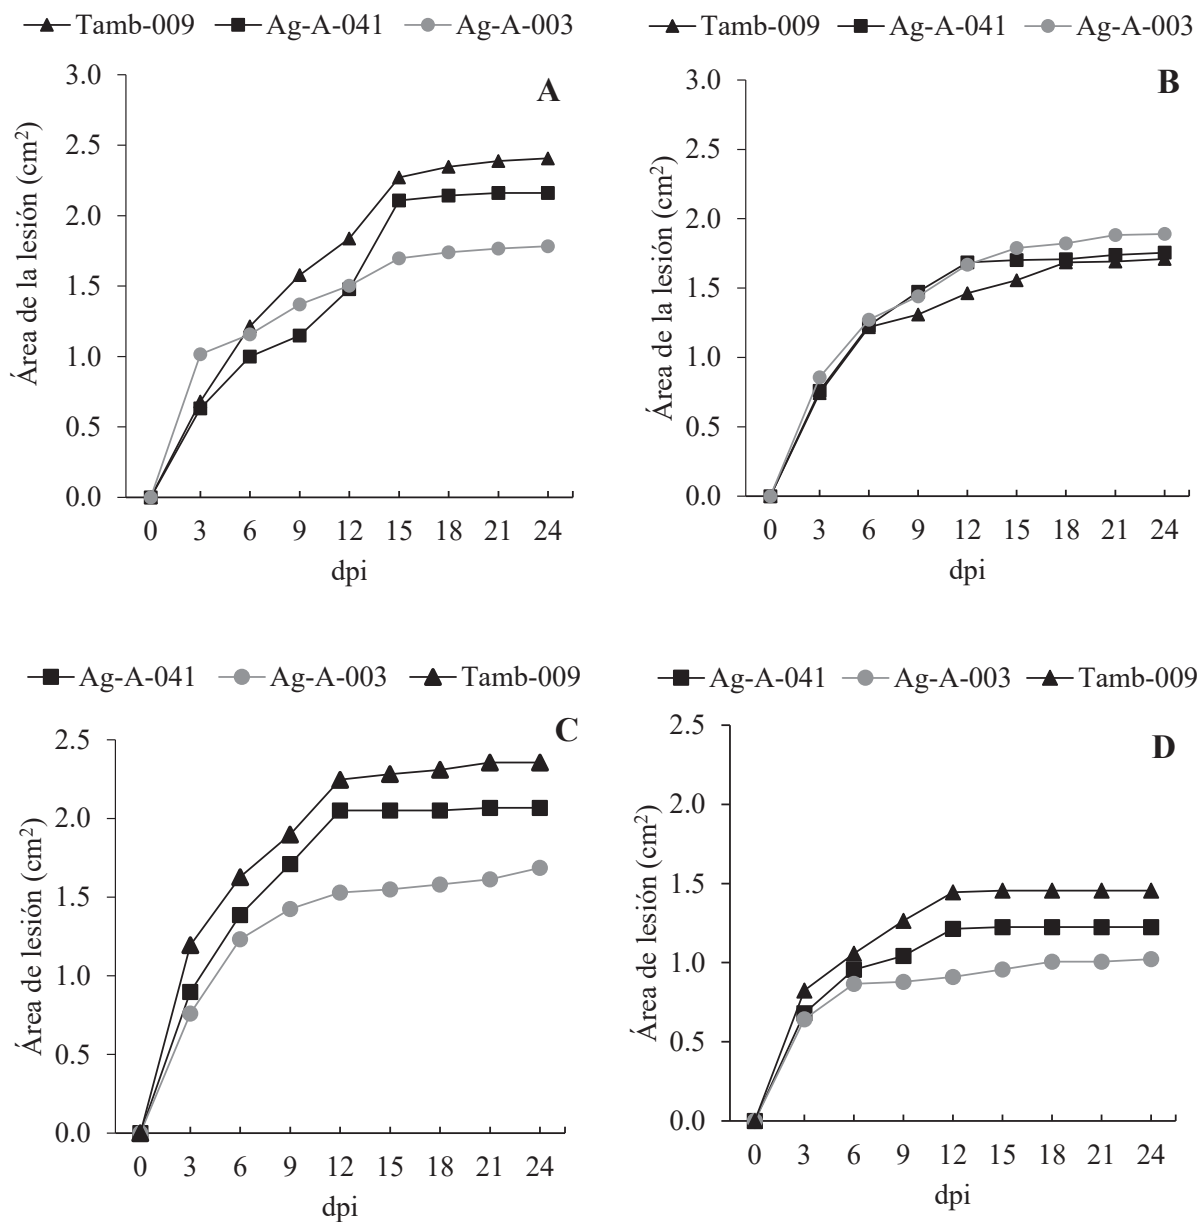 Tamb-009 Ag-A-041 Ag-A-003
A
3.0
2.5
2.0
1.5
1.0
0.5
0.0
Área de la lesión (cm²)
0 3 6 9 12 15 18 21 24
dpi
Tamb-009 Ag-A-041 Ag-A-003
B
3.0
2.5
2.0
1.5
1.0
0.5
0.0
Área de la lesión (cm²)
0 3 6 9 12 15 18 21 24
dpi
Ag-A-041 Ag-A-003 Tamb-009
C
2.5
2.0
1.5
1.0
0.5
0.0
Área de lesión (cm²)
0 3 6 9 12 15 18 21 24
dpi
Ag-A-041 Ag-A-003 Tamb-009
D
2.5
2.0
1.5
1.0
0.5
0.0
Área de lesión (cm²)
0 3 6 9 12 15 18 21 24
dpi